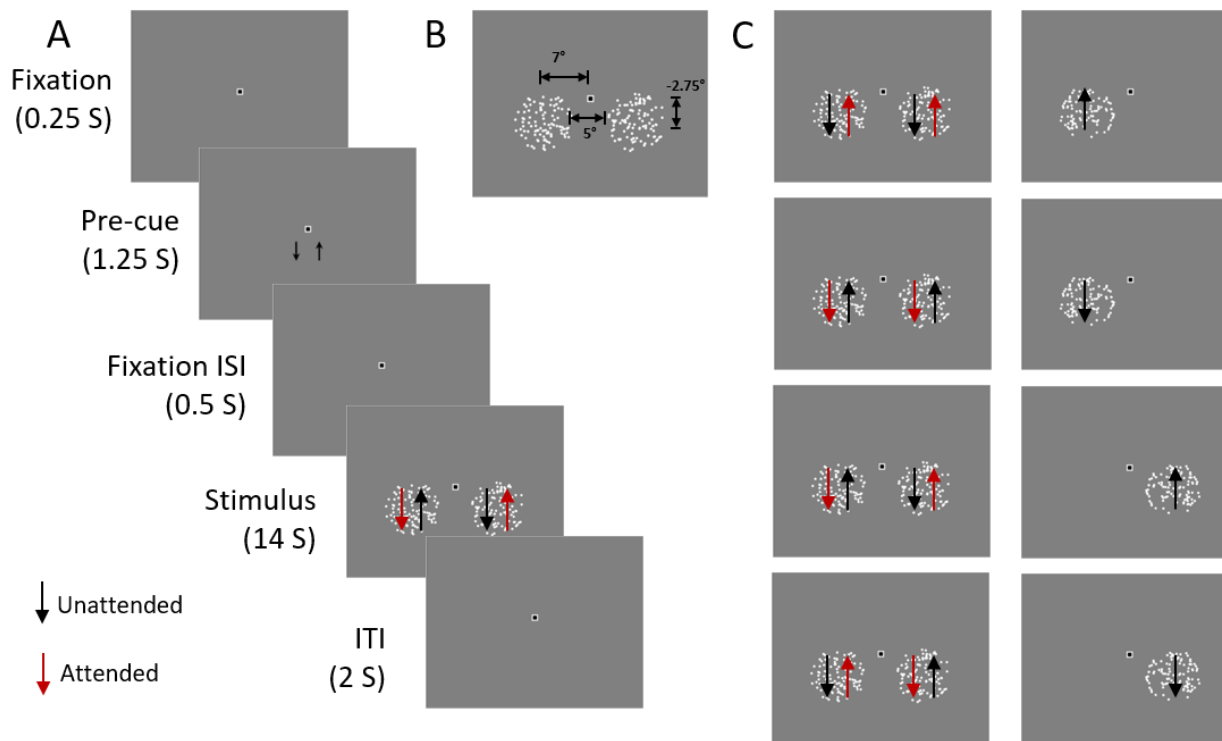 A
Fixation
(0.25 S)
Pre-cue
(1.25 S)
Fixation ISI
(0.5 S)
Stimulus
(14 S)
ITI
(2 S)
Unattended
Attended
B
7°
-2.75°
5°
C